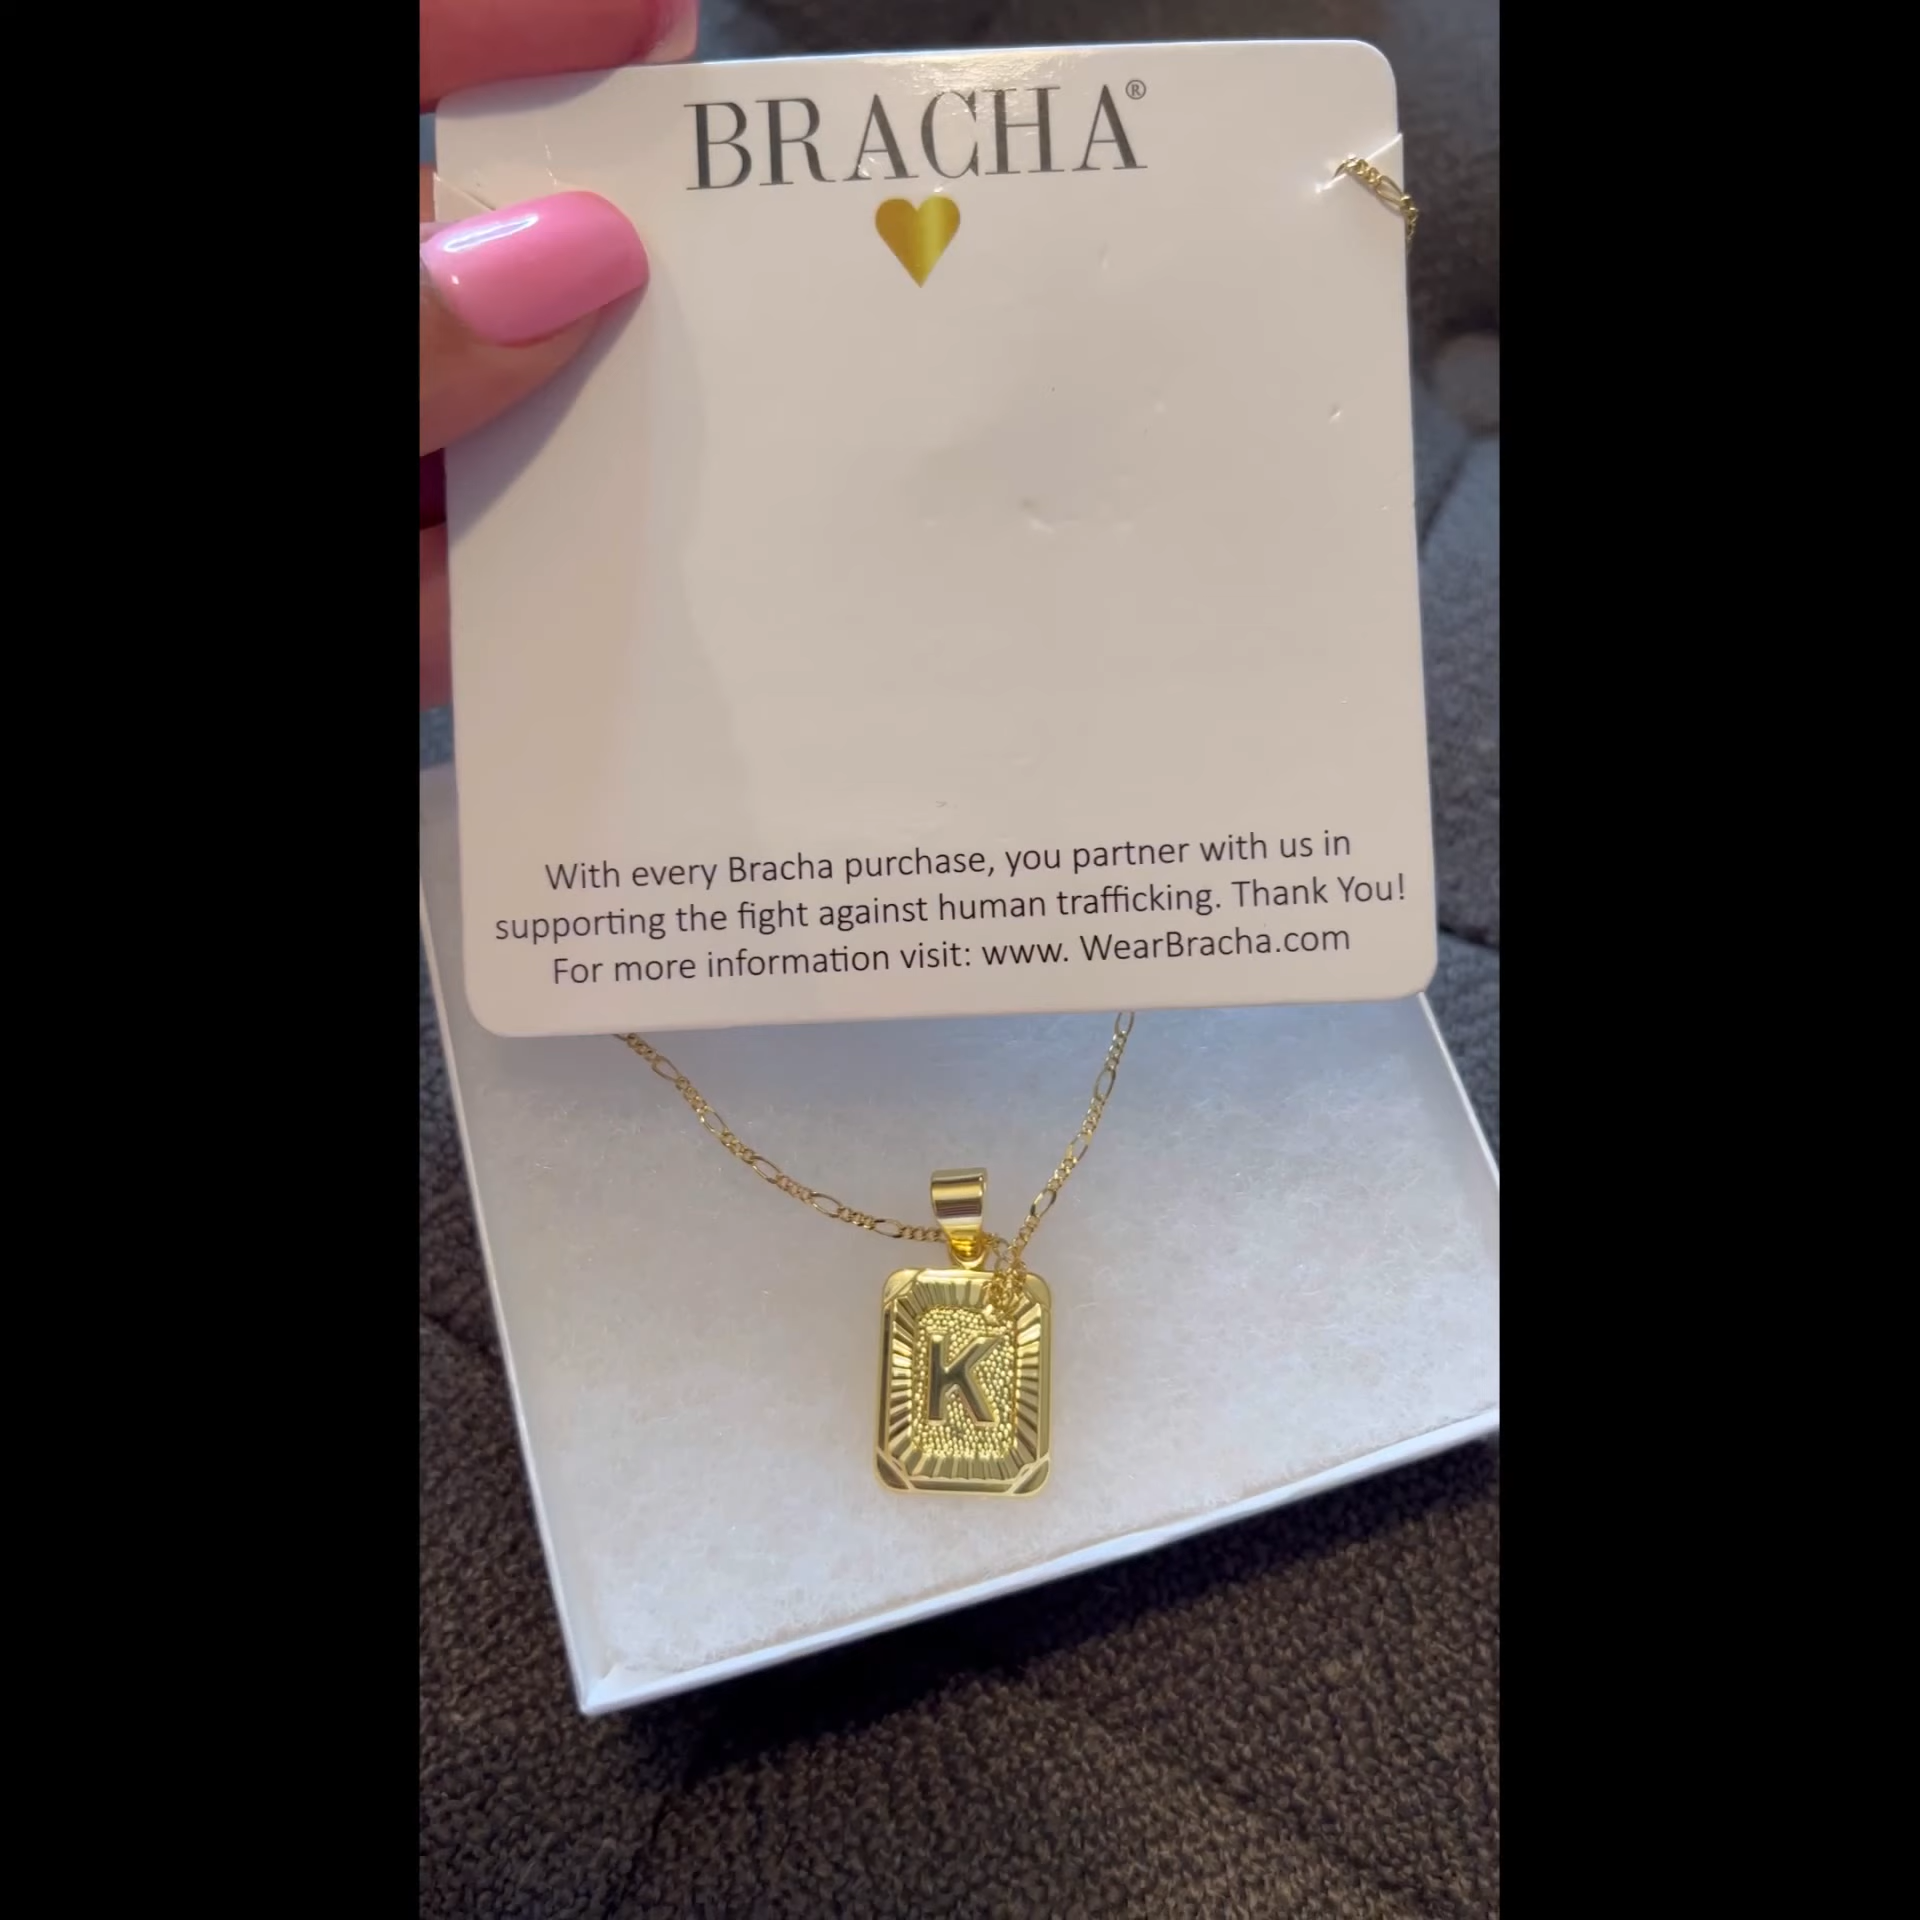 BRACHA®
With every Bracha purchase, you partner with us in
supporting the fight against human trafficking. Thank You!
For more information visit: www. WearBracha.com
K